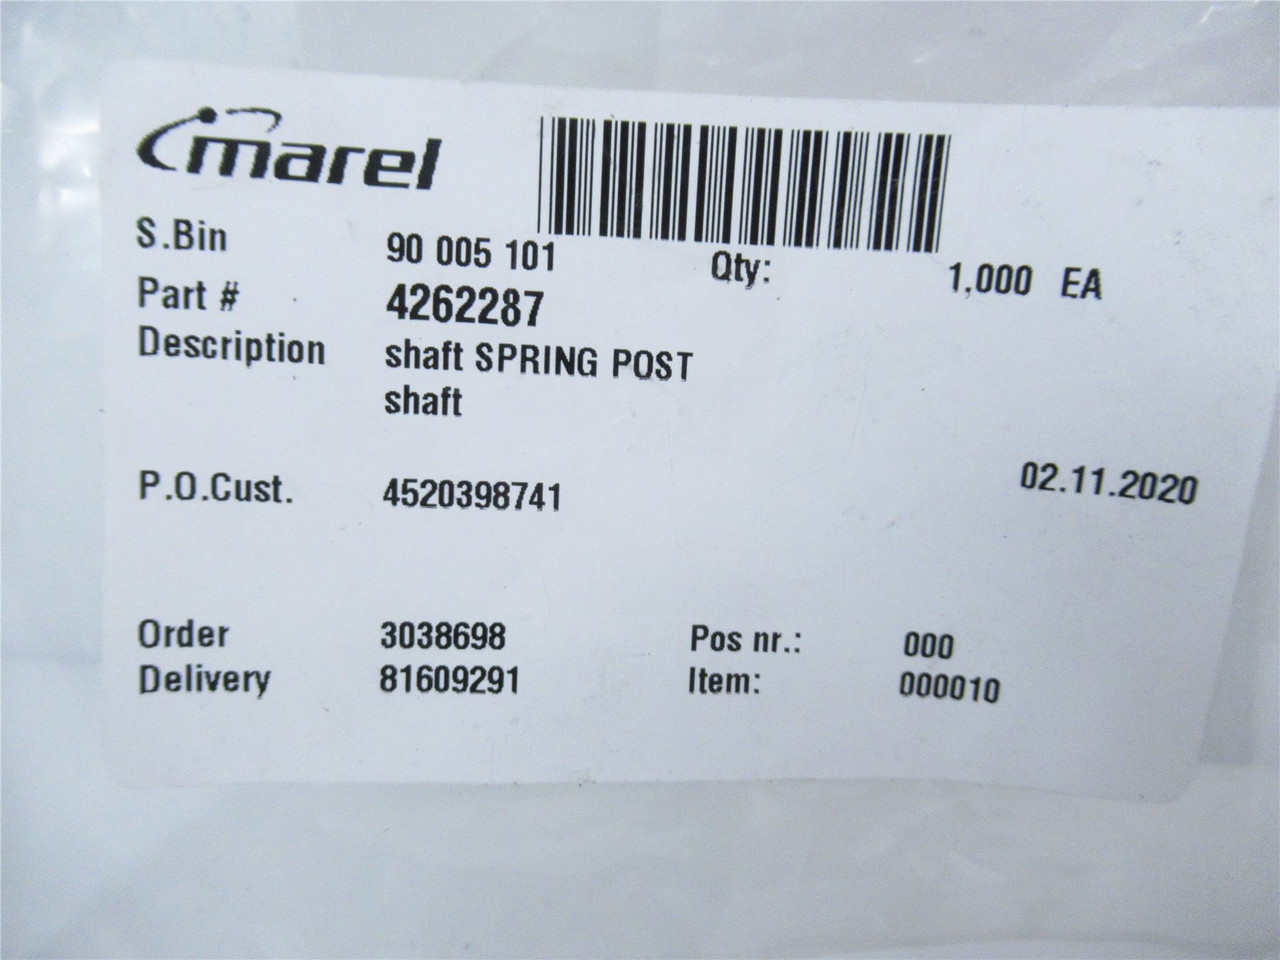 marel
S.Bin 90 005 101 Qty: 1,000 EA
Part # 4262287
Description shaft SPRING POST
shaft
P.O.Cust. 4520398741 02.11.2020
Order 3038698 Pos nr.: 000
Delivery 81609291 Item: 000010